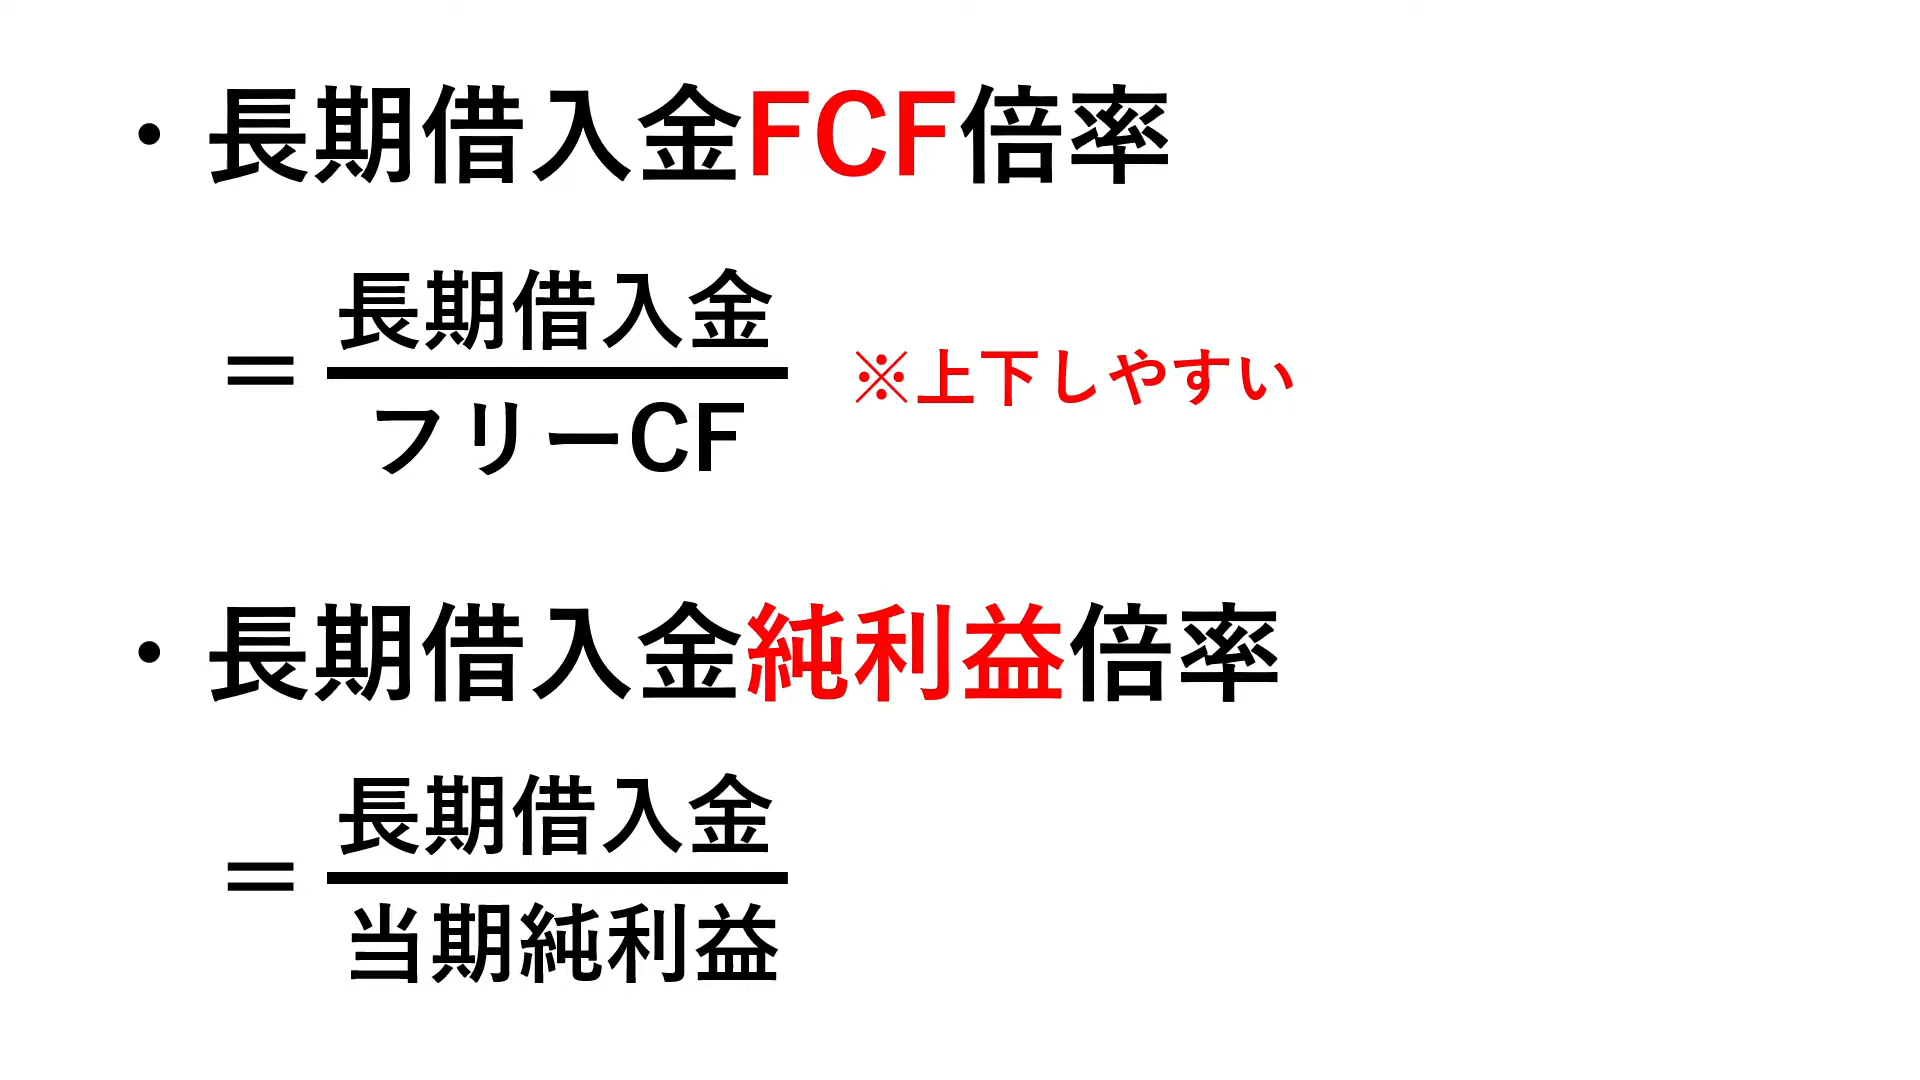 ・長期借入金FCF倍率
長期借入金
=
フリーCF
※上下しやすい
・長期借入金純利益倍率
長期借入金
=
当期純利益